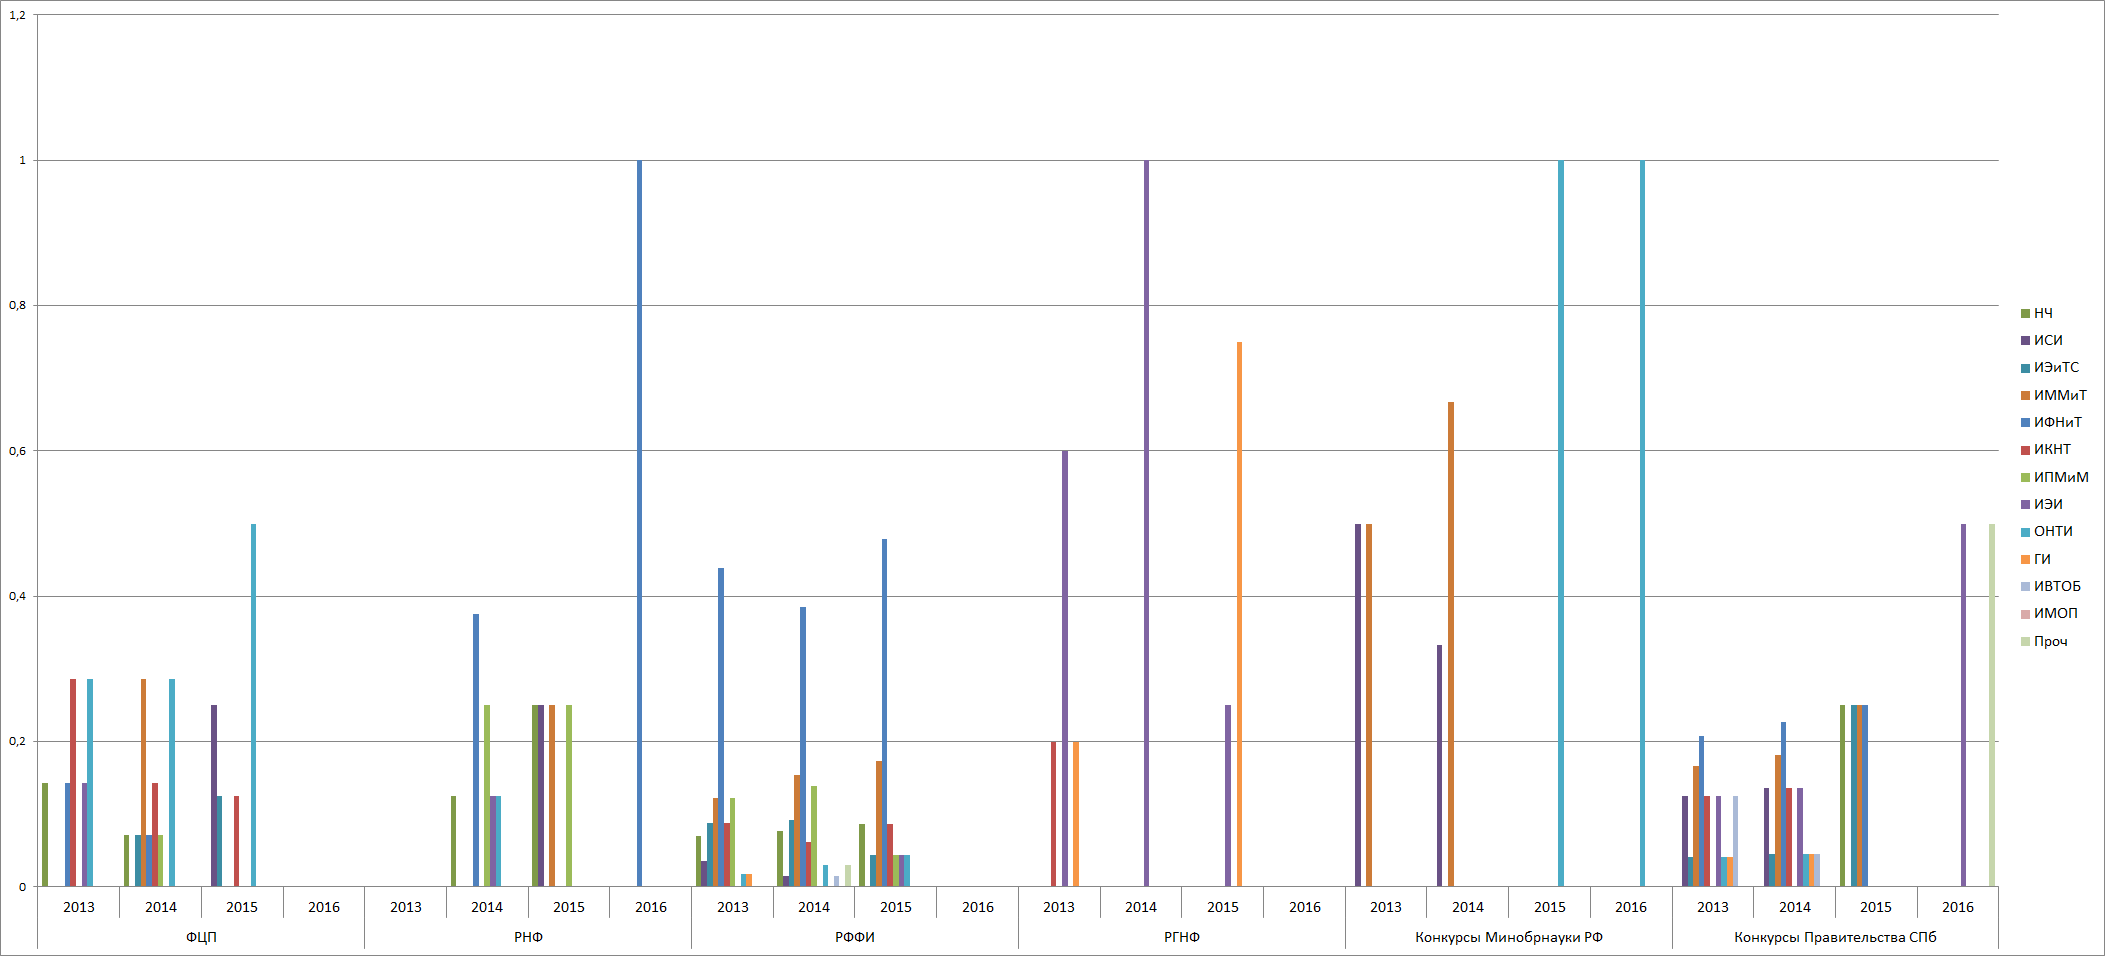 1,2
1
0,8
0,6
0,4
0,2
0
2013 2014 2015 2016 2013 2014 2015 2016 2013 2014 2015 2016 2013 2014 2015 2016 2013 2014 2015 2016 2013 2014 2015 2016
ФЦП РНФ РФФИ РГНФ Конкурсы Минобрнауки РФ Конкурсы Правительства СПб
НЧ
ИСИ
ИЭиТС
ИММиТ
ИФНиТ
ИКНТ
ИПМиМ
ИЭИ
ОНТИ
ГИ
ИВТОБ
ИМОП
Проч